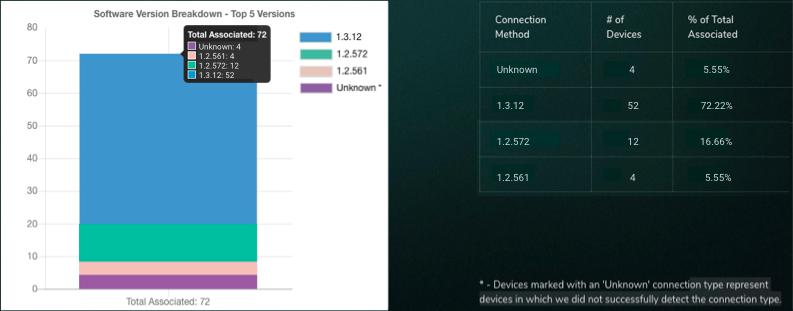 Software Version Breakdown - Top 5 Versions
80
70
60
50
40
30
20
10
0
Total Associated: 72
Unknown: 4
1.2.561: 4
1.2.572: 12
1.3.12: 52
1.3.12
1.2.572
1.2.561
Unknown *
Total Associated: 72
Connection Method # of Devices % of Total Associated
Unknown 4 5.55%
1.3.12 52 72.22%
1.2.572 12 16.66%
1.2.561 4 5.55%
* - Devices marked with an 'Unknown' connection type represent
devices in which we did not successfully detect the connection type.